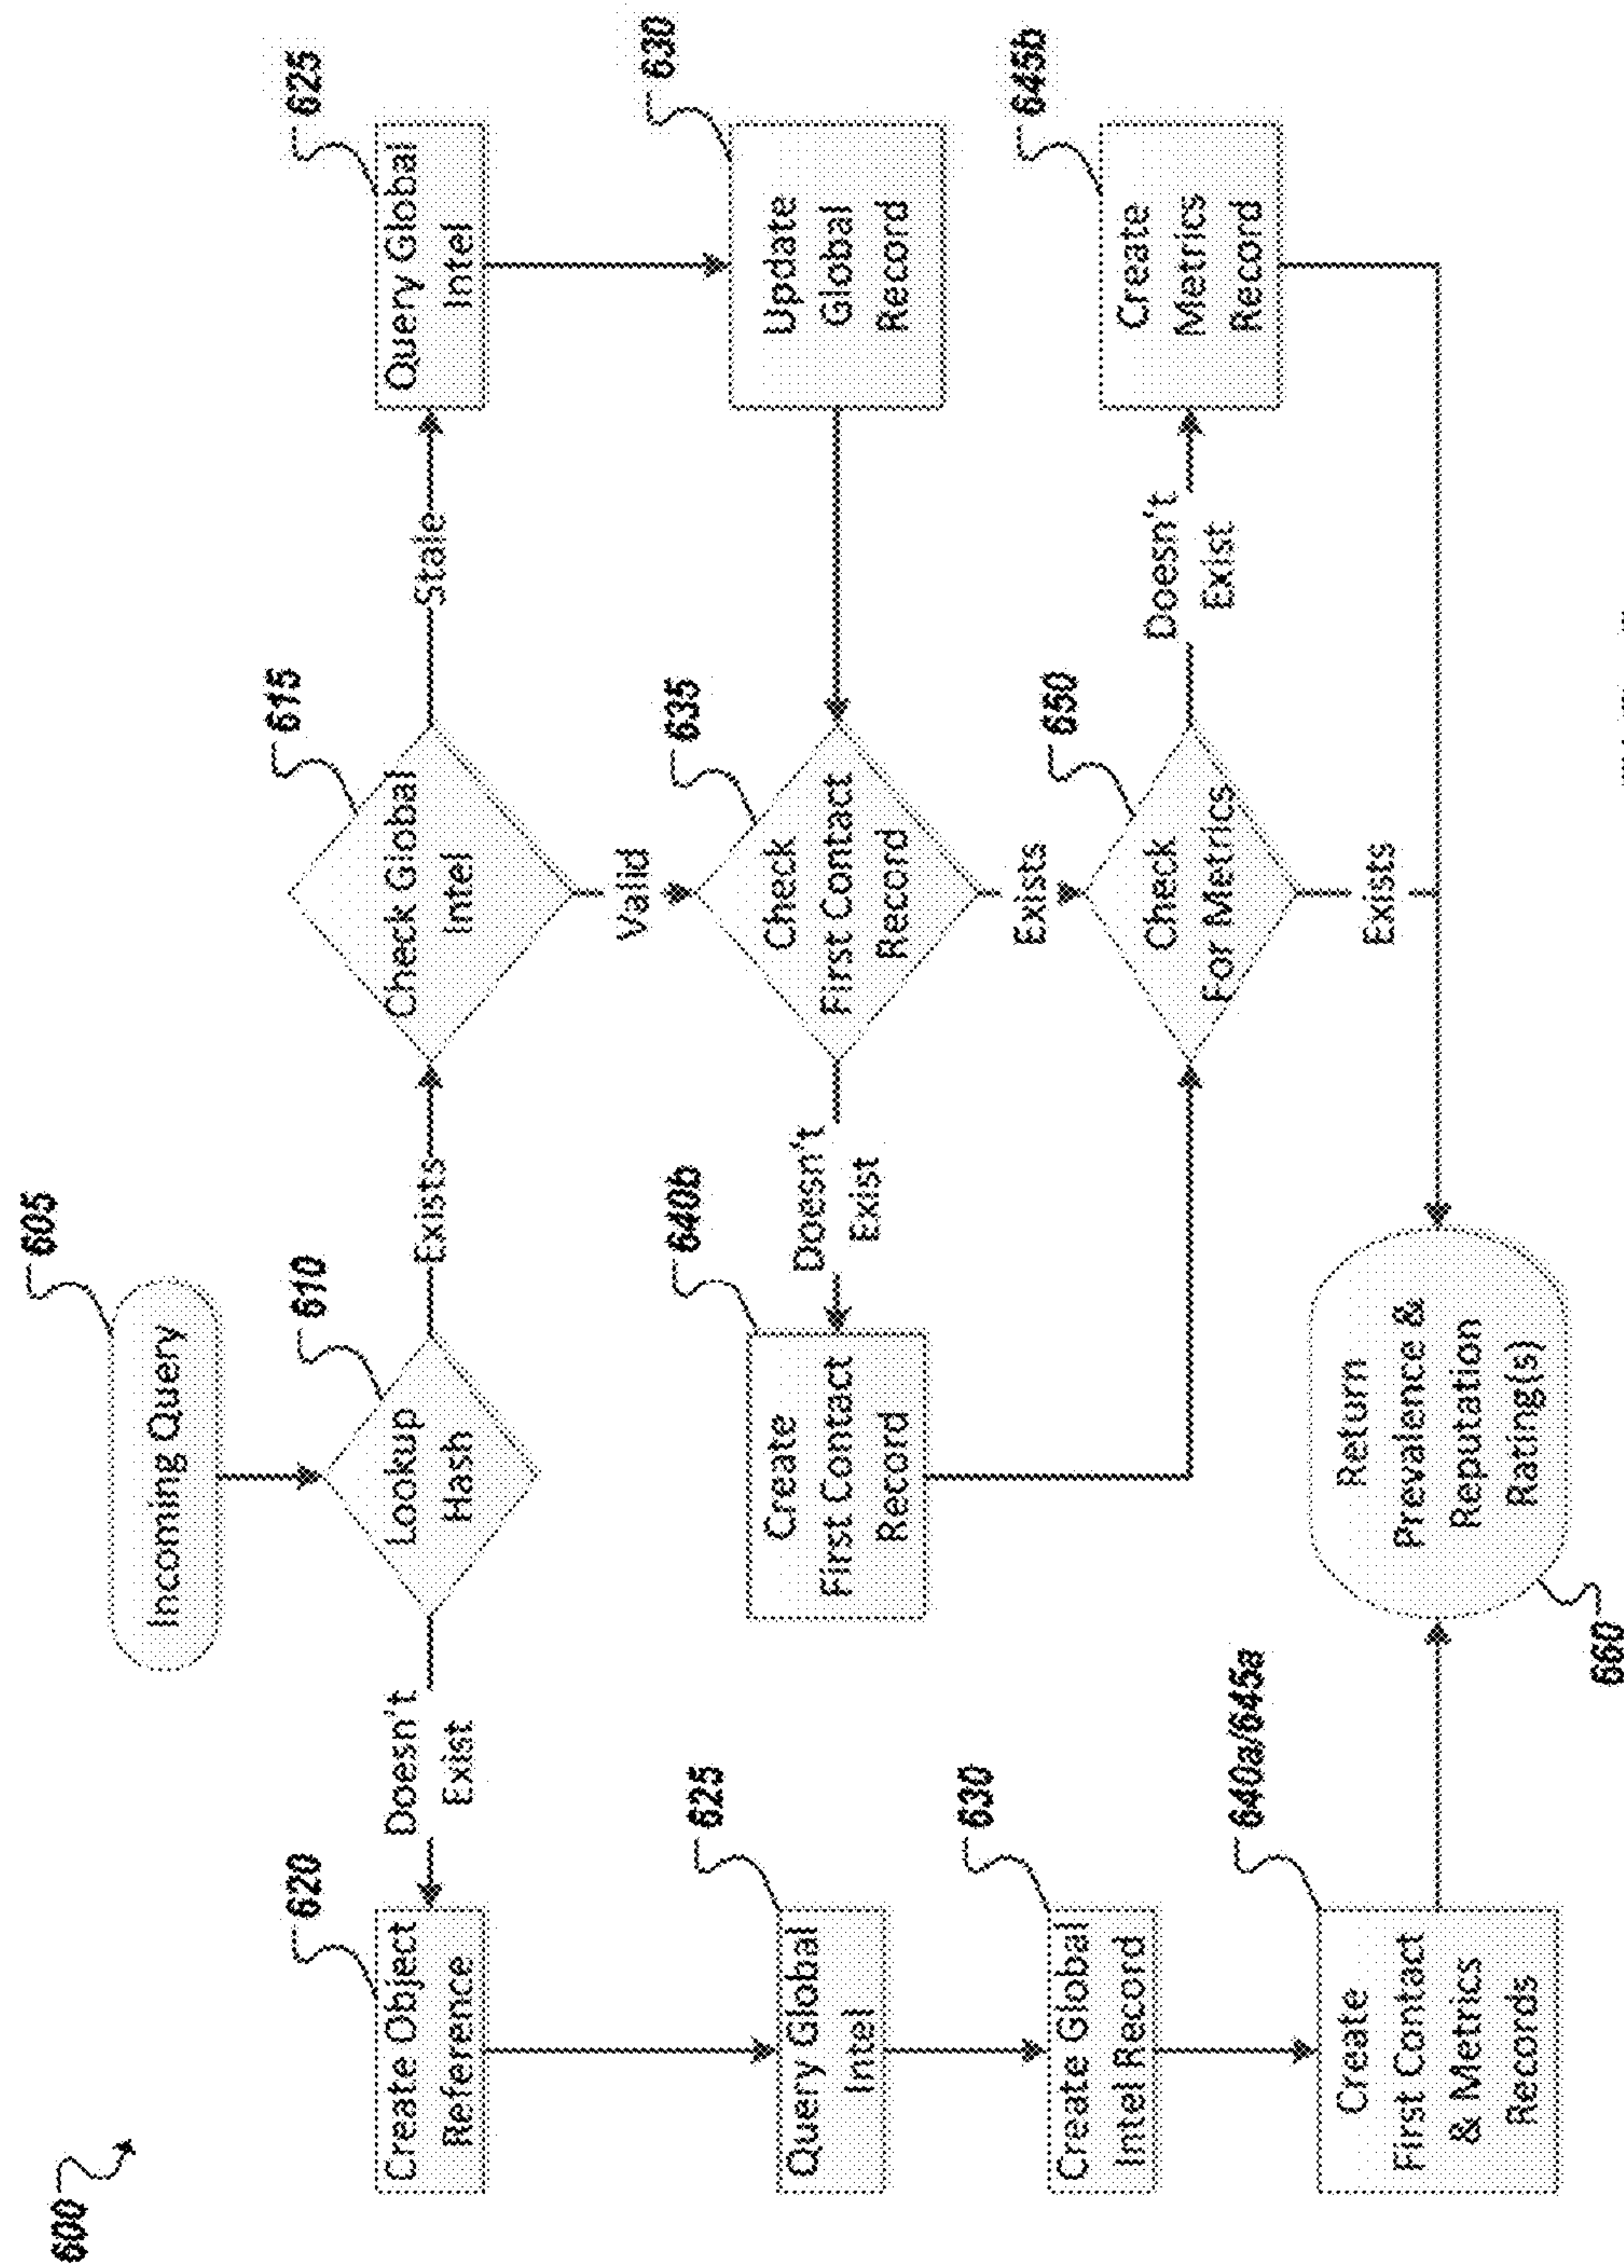 600
605
Incoming Query
610
Lookup
Hash
Exists
615
Check Global
Intel
Stale
625
Query Global
Intel
Doesn't
Exist
620
Create Object
Reference
Valid
630
Update
Global
Record
635
Check
First Contact
Record
Doesn't
Exist
640b
Create
First Contact
Record
625
Query Global
Intel
Exists
650
Check
For Metrics
Doesn't
Exist
645b
Create
Metrics
Record
630
Create Global
Intel Record
Exists
640a/645a
Create
First Contact
& Metrics
Records
Return
Prevalence &
Reputation
Rating(s)
660